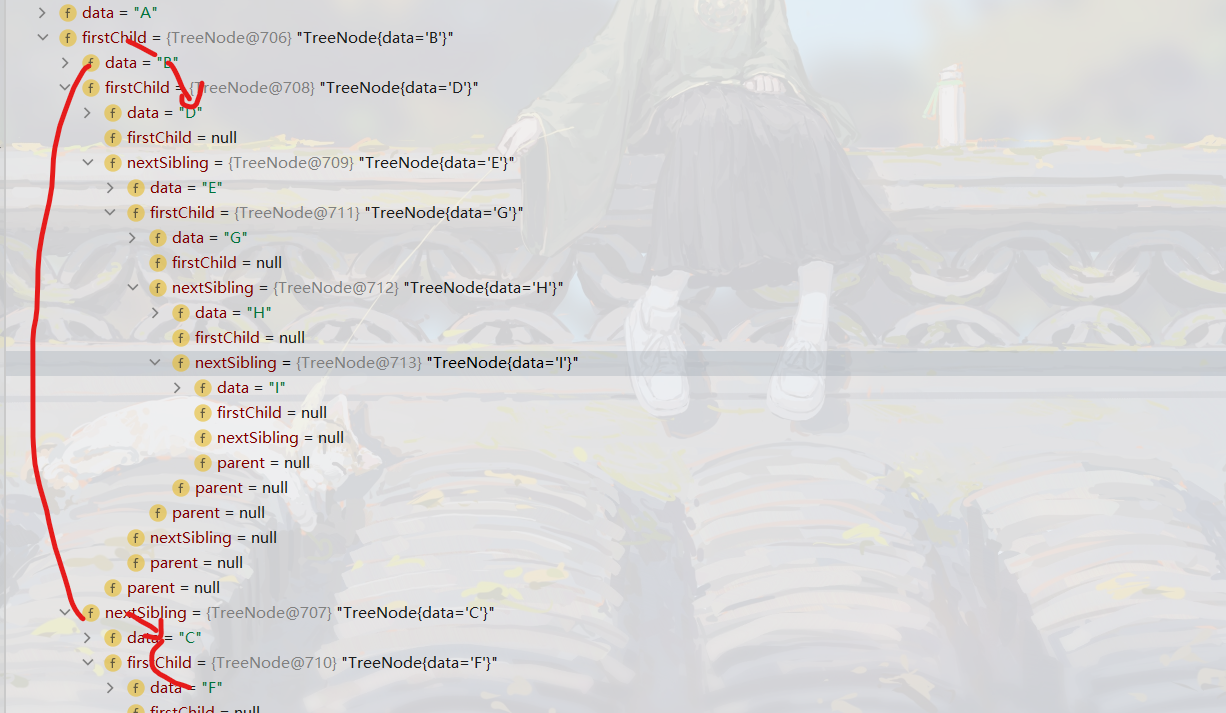 data = "A"
firstChild = {TreeNode@706} "TreeNode{data='B'}"
data = "B"
firstChild = {TreeNode@708} "TreeNode{data='D'}"
data = "D"
firstChild = null
nextSibling = {TreeNode@709} "TreeNode{data='E'}"
data = "E"
firstChild = {TreeNode@711} "TreeNode{data='G'}"
data = "G"
firstChild = null
nextSibling = {TreeNode@712} "TreeNode{data='H'}"
data = "H"
firstChild = null
nextSibling = {TreeNode@713} "TreeNode{data='I'}"
data = "I"
firstChild = null
nextSibling = null
parent = null
parent = null
parent = null
nextSibling = null
parent = null
parent = null
nextSibling = {TreeNode@707} "TreeNode{data='C'}"
data = "C"
firstChild = {TreeNode@710} "TreeNode{data='F'}"
data = "F"
firstChild = null